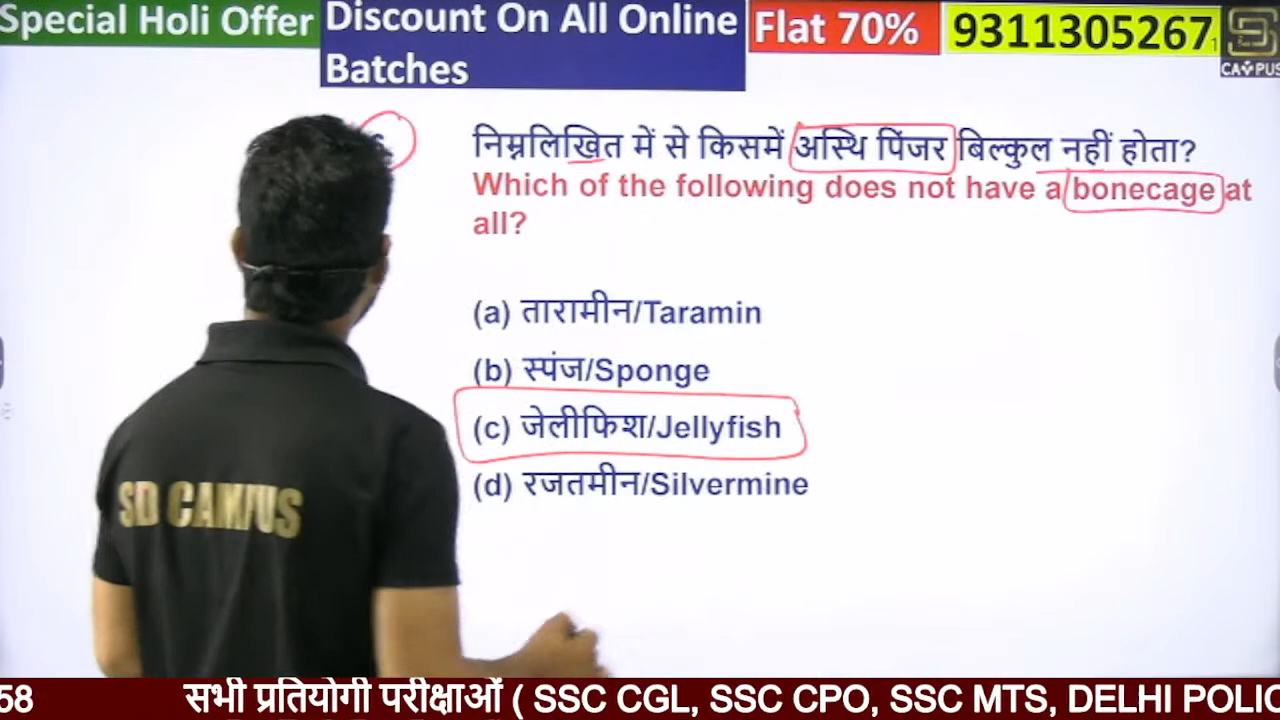 Special Holi Offer
Discount On All Online
Batches
Flat 70%
9311305267
CAMPUS
निम्नलिखित में से किसमें अस्थि पिंजर बिल्कुल नहीं होता?
Which of the following does not have a bonecage at
all?
(a) तारामीन/Taramin
(b) स्पंज/Sponge
(c) जेलीफिश/Jellyfish
(d) रजतमीन/Silvermine
SD CAMPUS
58 सभी प्रतियोगी परीक्षाओं ( SSC CGL, SSC CPO, SSC MTS, DELHI POLIC